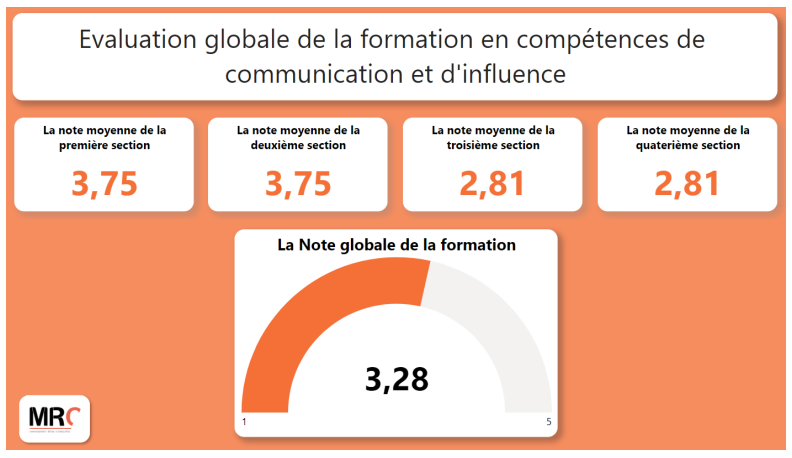 Evaluation globale de la formation en compétences de
communication et d'influence
La note moyenne de la
première section
3,75
La note moyenne de la
deuxième section
3,75
La note moyenne de la
troisième section
2,81
La note moyenne de la
quaterième section
2,81
La Note globale de la formation
3,28
1
5
MRC